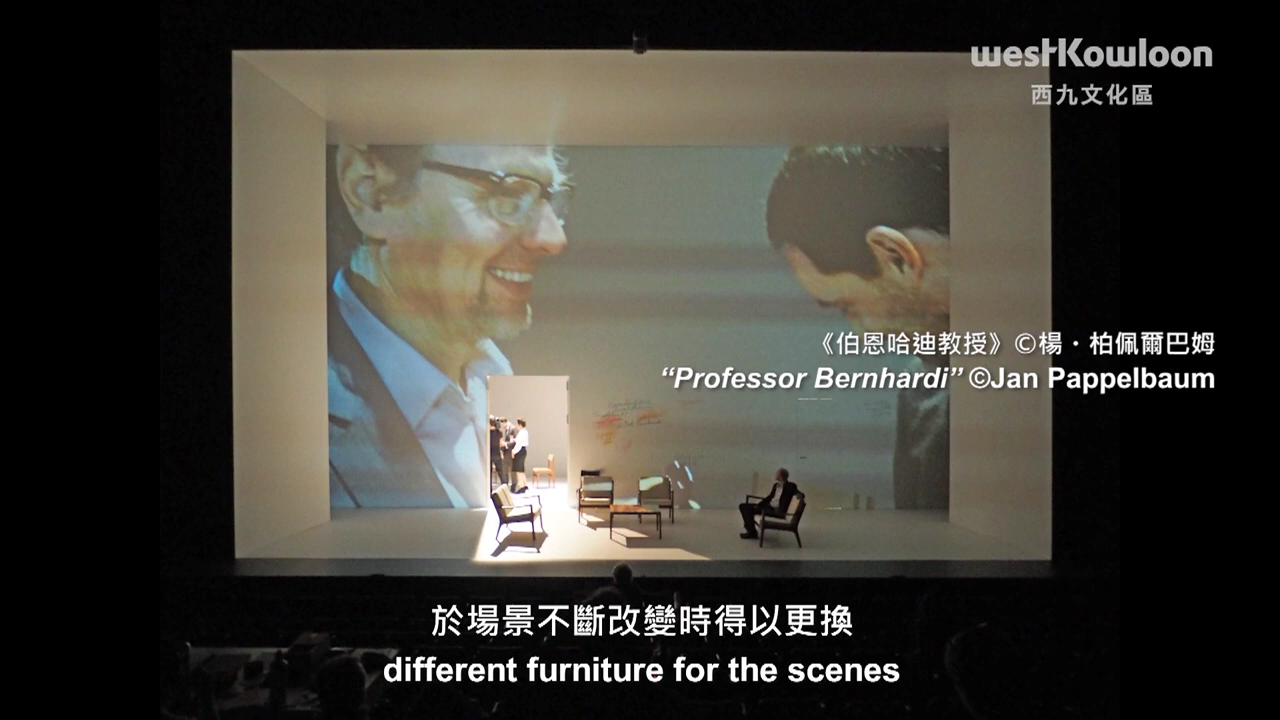 westKowloon
西九文化區
《伯恩哈迪教授》©楊·柏佩爾巴姆
“Professor Bernhardi” ©Jan Pappelbaum
於場景不斷改變時得以更換
different furniture for the scenes